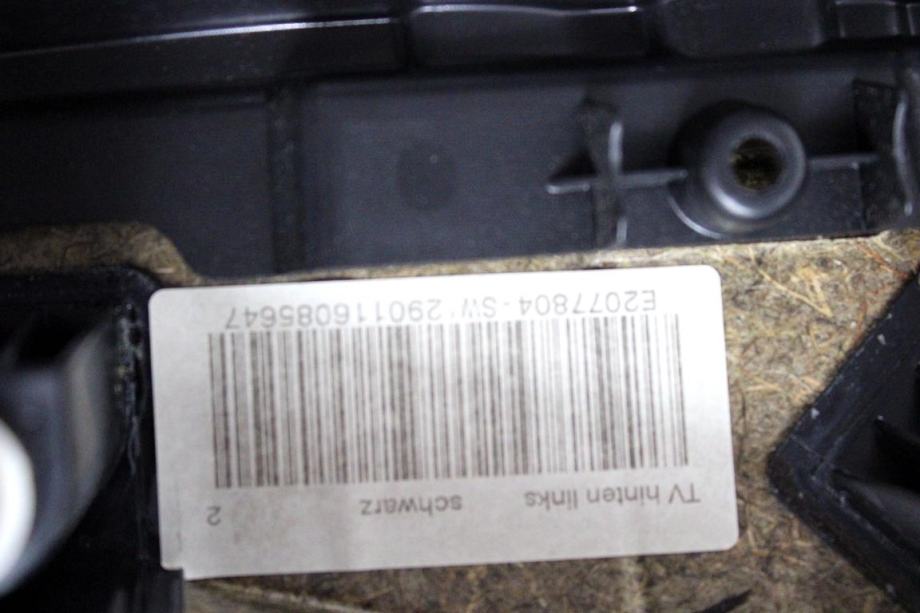 TV hinten links schwarz 2
E2077804-SW*290116085647